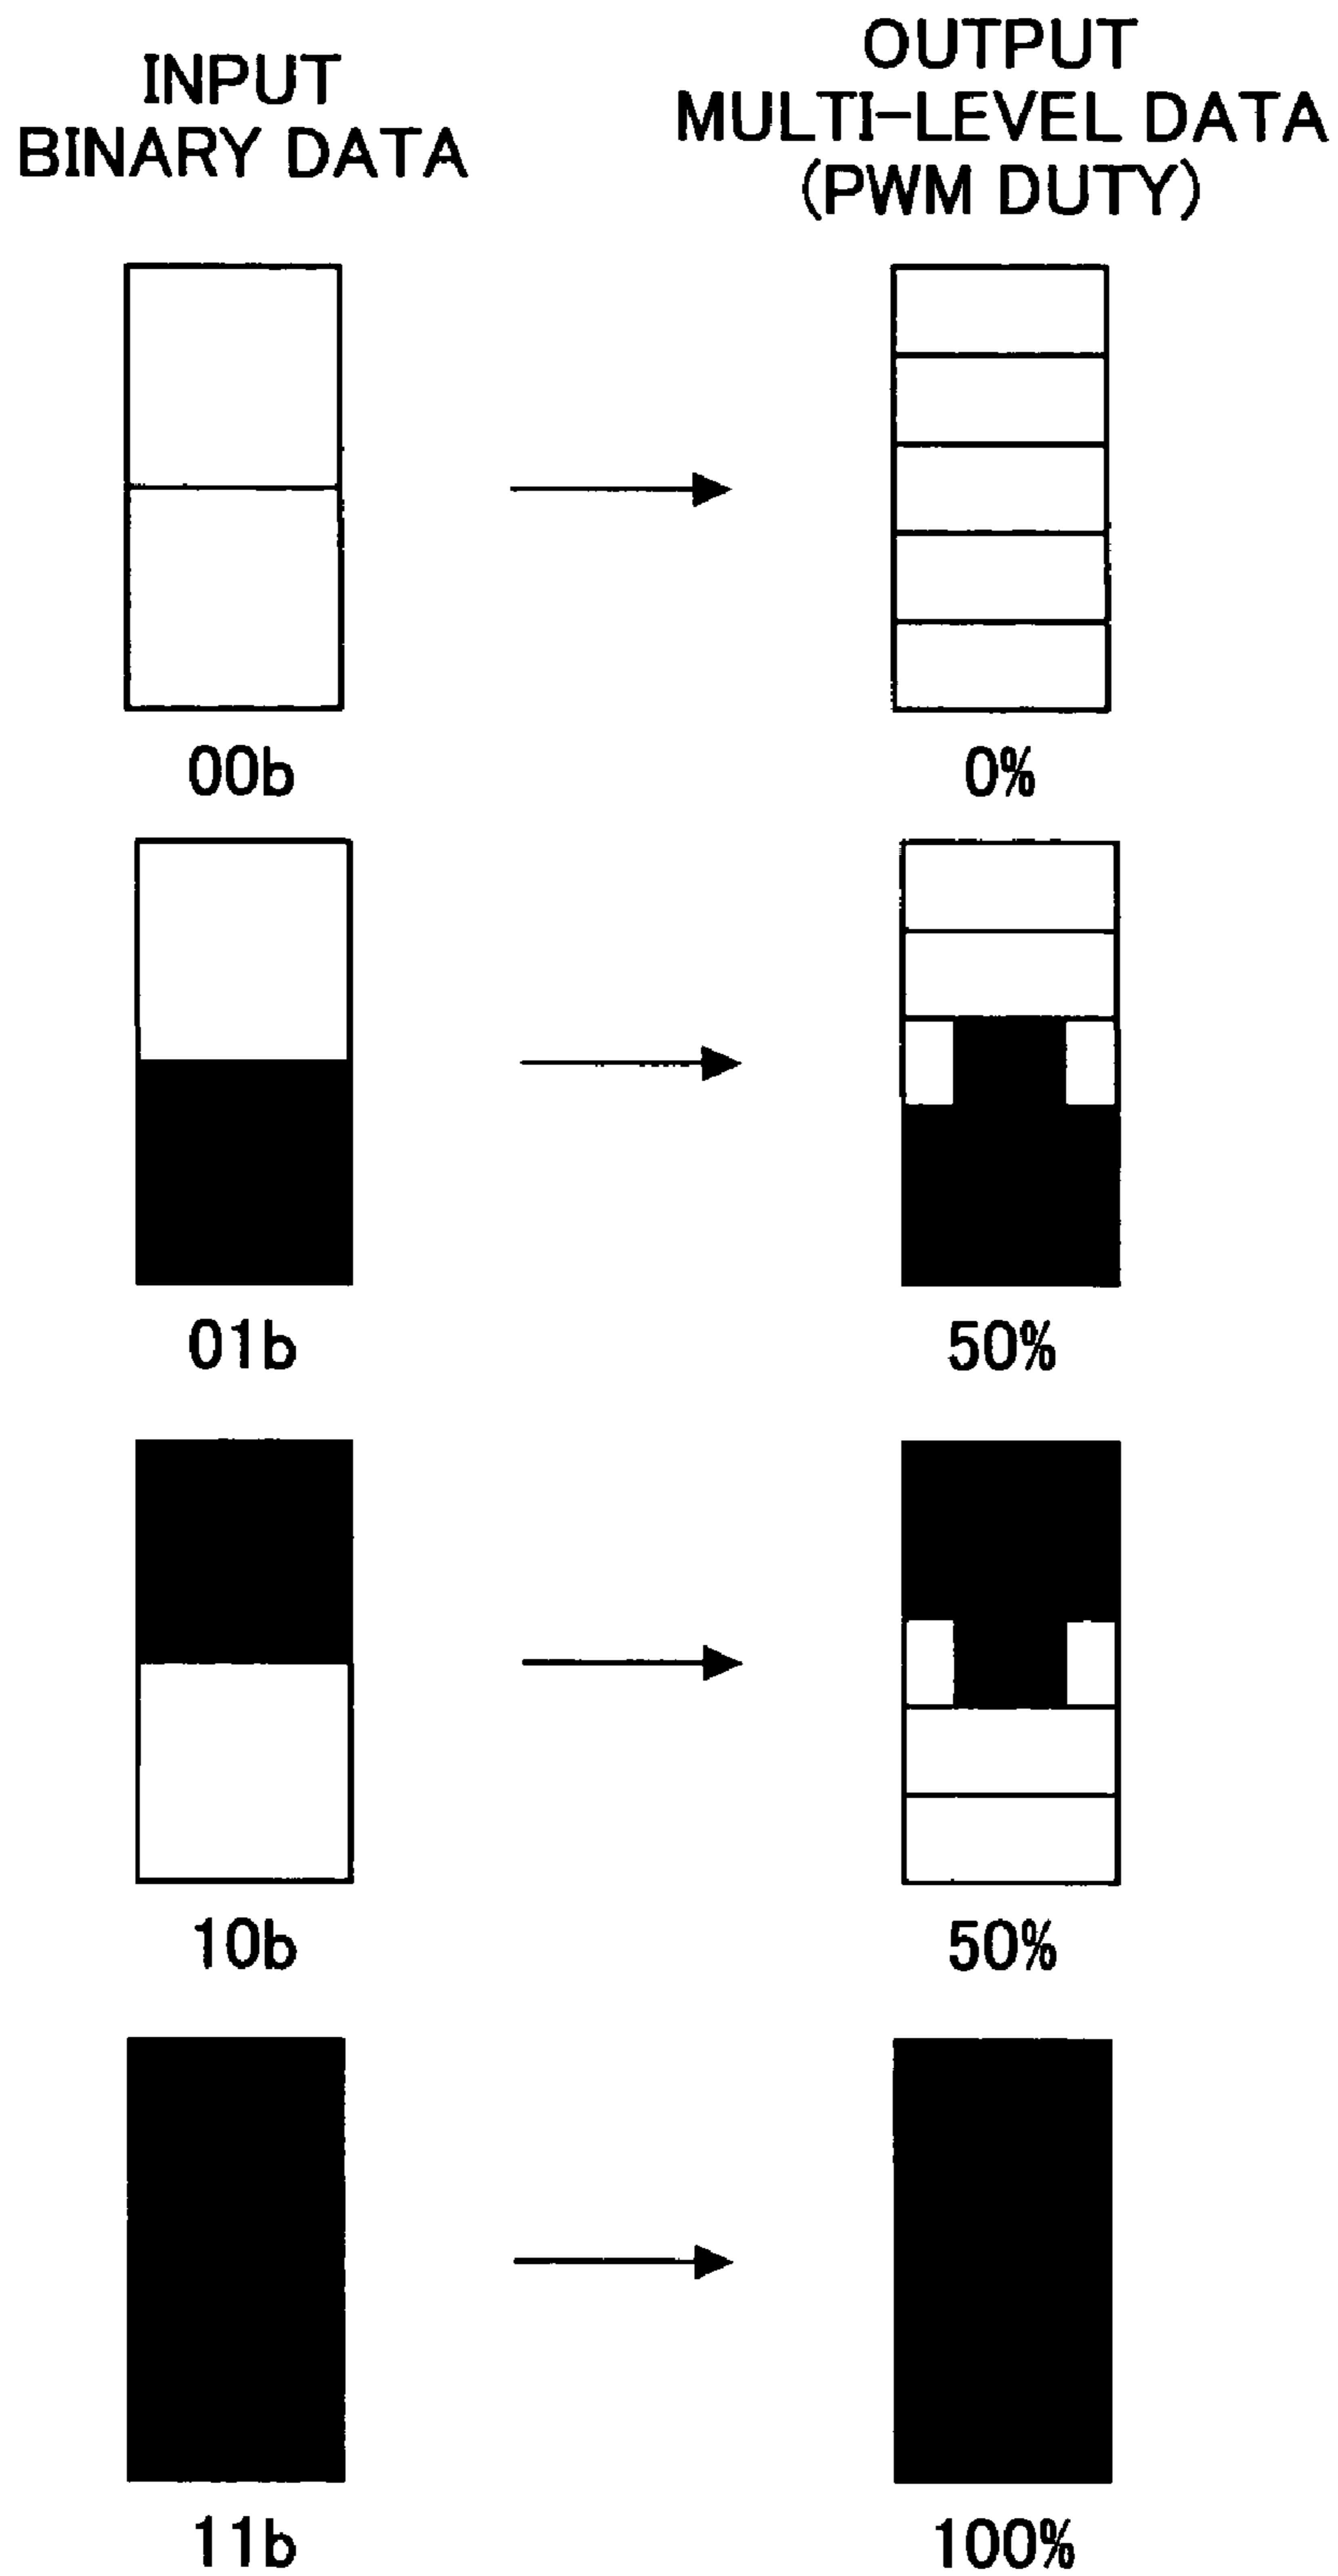 INPUT
BINARY DATA
OUTPUT
MULTI-LEVEL DATA
(PWM DUTY)
00b
0%
01b
50%
10b
50%
11b
100%